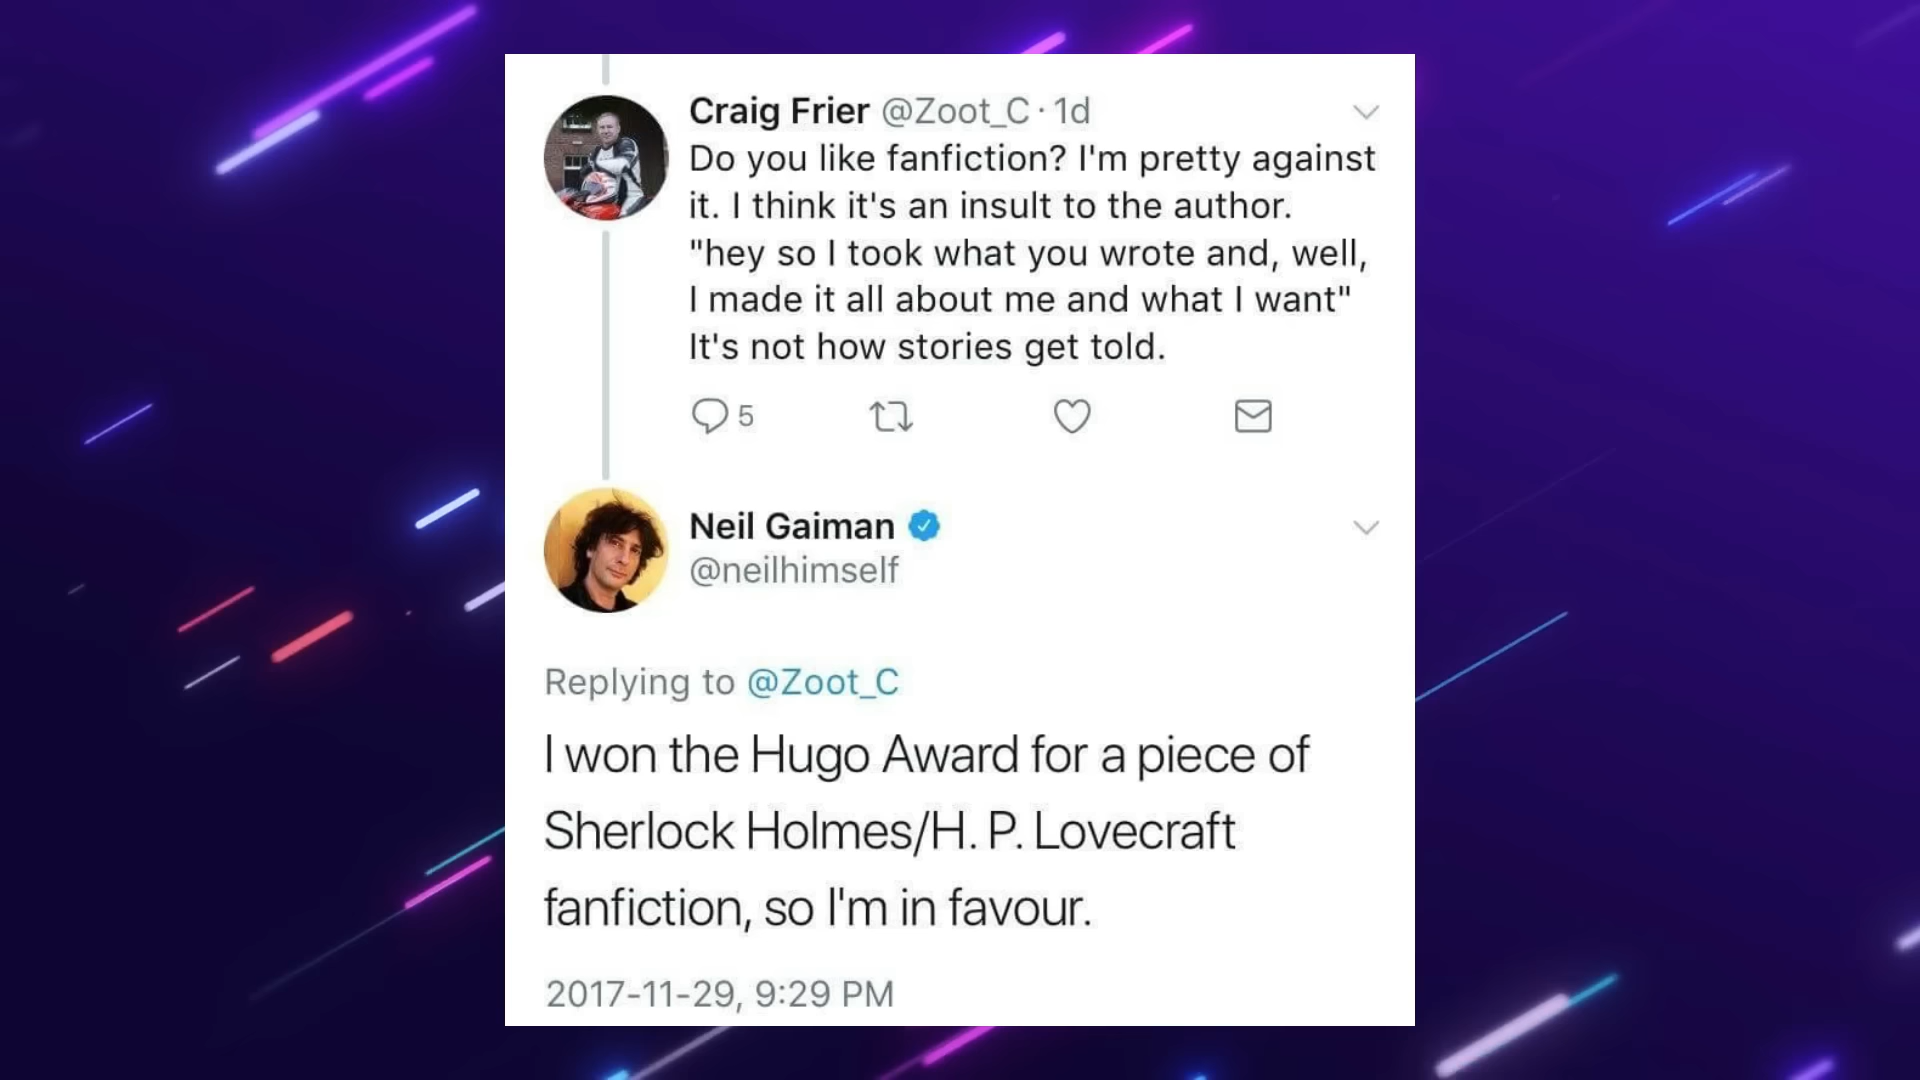 Craig Frier @Zoot_C · 1d
Do you like fanfiction? I'm pretty against
it. I think it's an insult to the author.
"hey so I took what you wrote and, well,
I made it all about me and what I want"
It's not how stories get told.
5
Neil Gaiman
@neilhimself
Replying to @Zoot_C
I won the Hugo Award for a piece of
Sherlock Holmes/H. P. Lovecraft
fanfiction, so I'm in favour.
2017-11-29, 9:29 PM